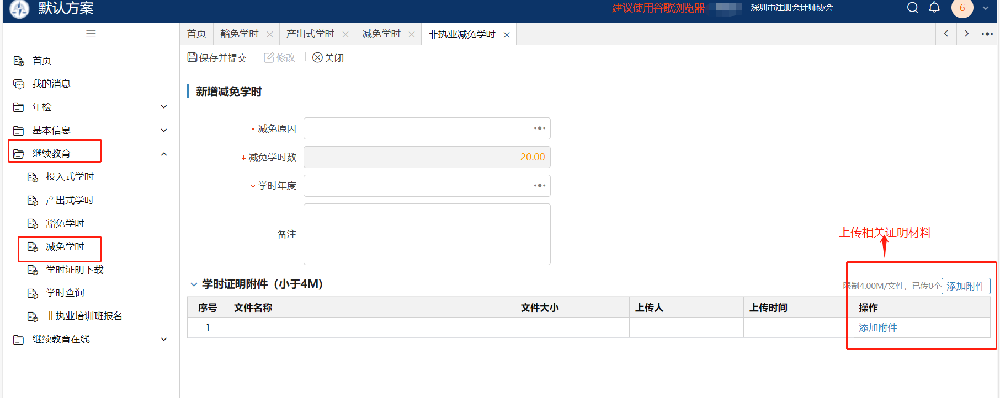 默认方案
建议使用谷歌浏览器
深圳市注册会计师协会
6
首页
豁免学时
产出式学时
减免学时
非执业减免学时
保存并提交
修改
关闭
首页
我的消息
年检
基本信息
继续教育
投入式学时
产出式学时
豁免学时
减免学时
学时证明下载
学时查询
非执业培训班报名
继续教育在线
新增减免学时
* 减免原因
* 减免学时数 20.00
* 学时年度
备注
上传相关证明材料
学时证明附件（小于4M）
限制4.00M/文件，已传0个 添加附件
序号 文件名称 文件大小 上传人 上传时间 操作
1 添加附件